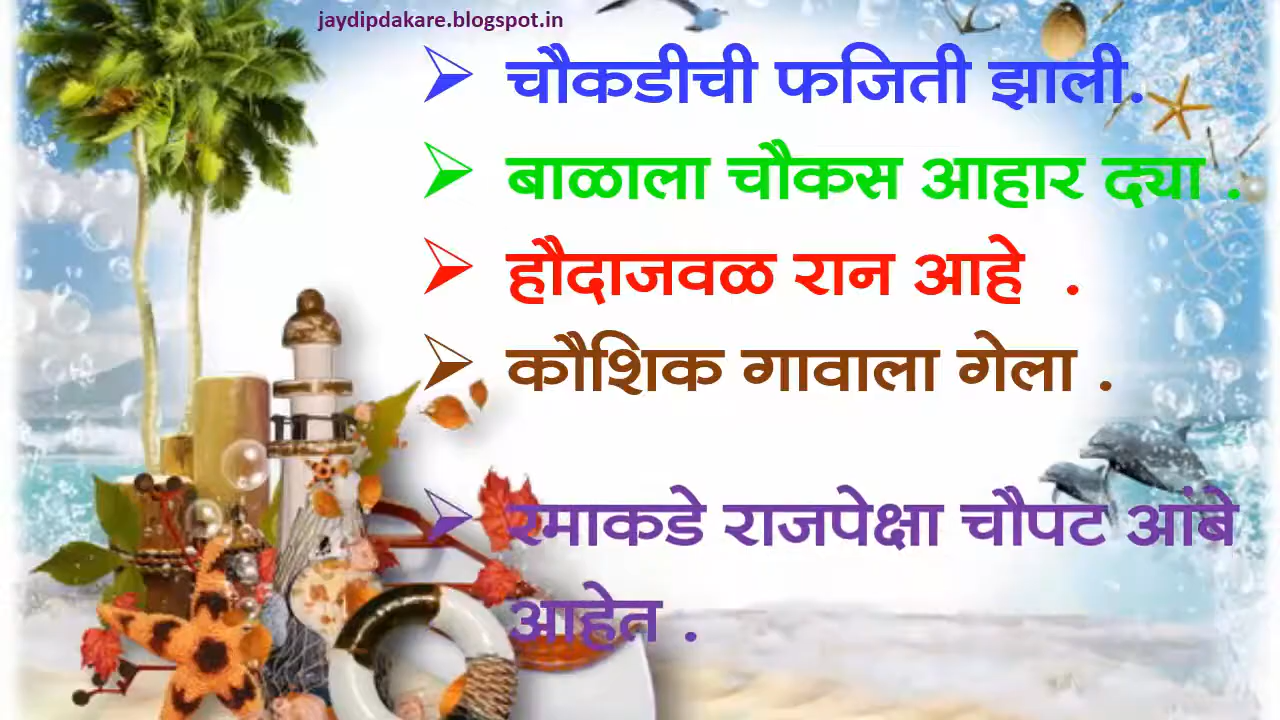 jaydipdakare.blogspot.in
चौकडीची फजिती झाली.
बाळाला चौकस आहार द्या .
हौदाजवळ रान आहे .
कौशिक गावाला गेला .
रमाकडे राजपेक्षा चौपट आंबे
आहेत .